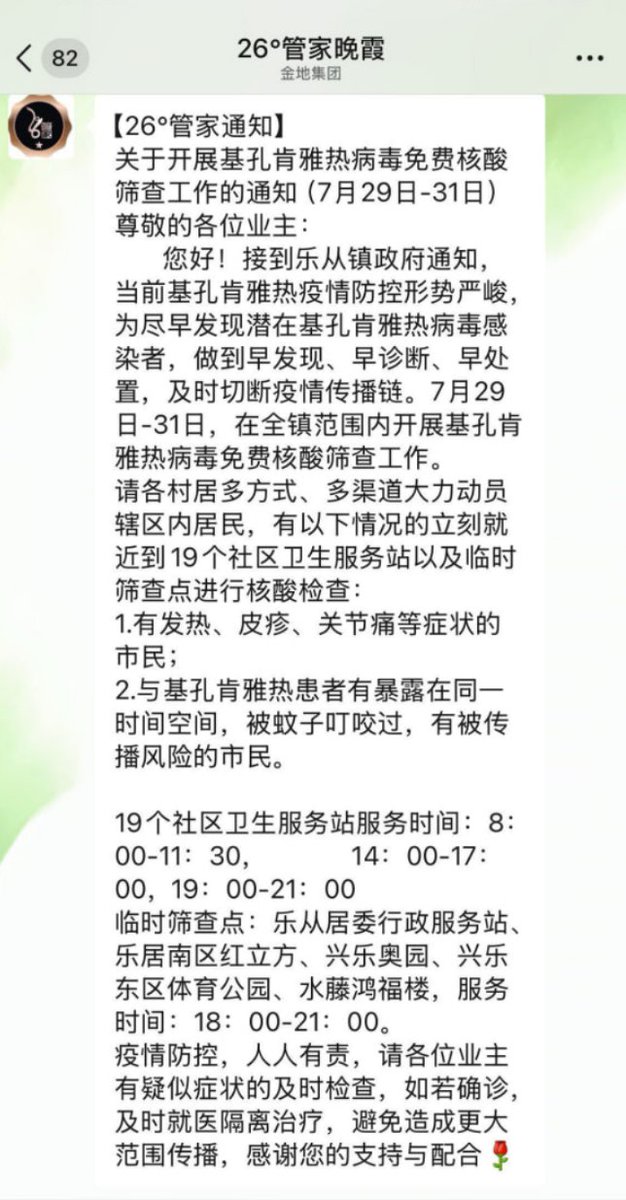 82
26°管家晚霞
金地集团
【26°管家通知】
关于开展基孔肯雅热病毒免费核酸
筛查工作的通知（7月29日-31日）
尊敬的各位业主：
您好！接到乐从镇政府通知，
当前基孔肯雅热疫情防控形势严峻，
为尽早发现潜在基孔肯雅热病毒感
染者，做到早发现、早诊断、早处
置，及时切断疫情传播链。7月29
日-31日，在全镇范围内开展基孔肯
雅热病毒免费核酸筛查工作。
请各村居多方式、多渠道大力动员
辖区内居民，有以下情况的立刻就
近到19个社区卫生服务站以及临时
筛查点进行核酸检查：
1.有发热、皮疹、关节痛等症状的
市民；
2.与基孔肯雅热患者有暴露在同一
时间空间，被蚊子叮咬过，有被传
播风险的市民。
19个社区卫生服务站服务时间：8：
00-11：30， 14：00-17：
00，19：00-21：00
临时筛查点：乐从居委行政服务站、
乐居南区红立方、兴乐奥园、兴乐
东区体育公园、水藤鸿福楼，服务
时间：18：00-21：00。
疫情防控，人人有责，请各位业主
有疑似症状的及时检查，如若确诊，
及时就医隔离治疗，避免造成更大
范围传播，感谢您的支持与配合🌹